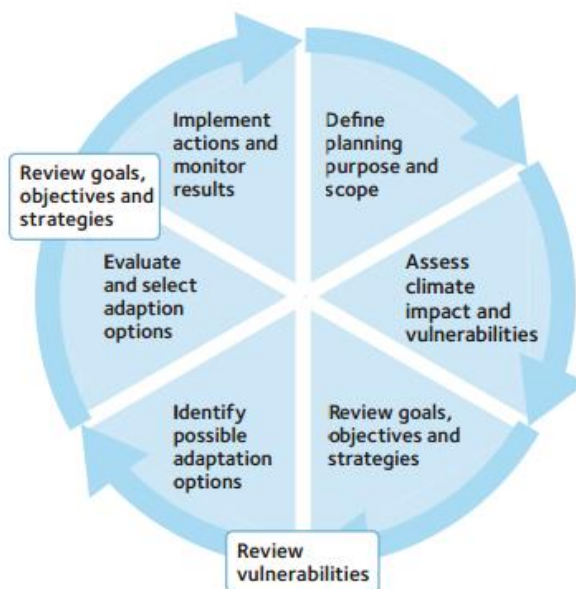 Implement
actions and
monitor
results
Define
planning
purpose and
scope
Review goals,
objectives and
strategies
Evaluate
and select
adaption
options
Assess
climate
impact and
vulnerabilities
Identify
possible
adaptation
options
Review goals,
objectives and
strategies
Review
vulnerabilities